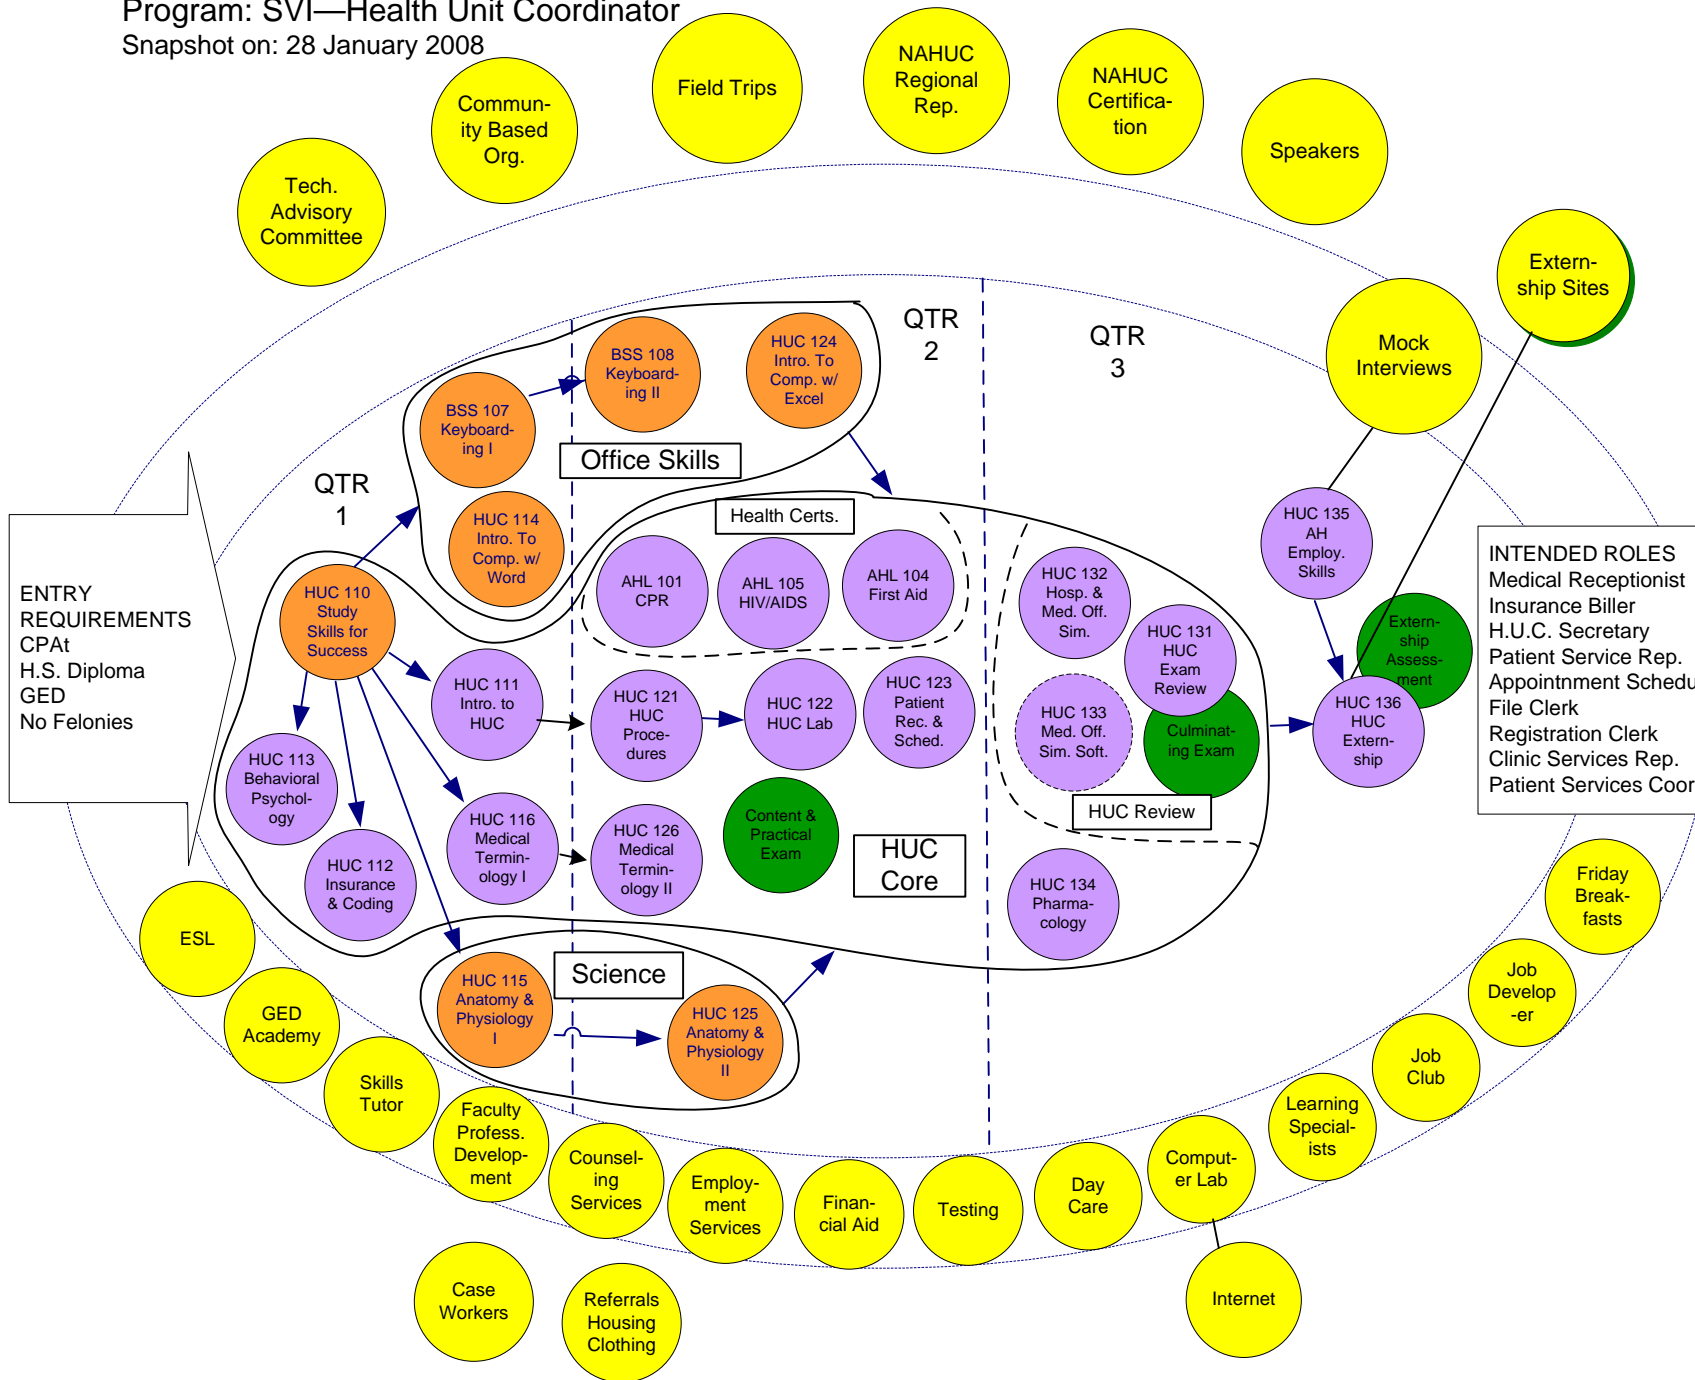 Program: SVI—Health Unit Coordinator
Snapshot on: 28 January 2008
Tech.
Advisory
Committee
Commun-
ity Based
Org.
Field Trips
NAHUC
Regional
Rep.
NAHUC
Certifica-
tion
Speakers
Extern-
ship Sites
Mock
Interviews
QTR
1
QTR
2
QTR
3
ENTRY
REQUIREMENTS
CPAt
H.S. Diploma
GED
No Felonies
BSS 107
Keyboard-
ing I
BSS 108
Keyboard-
ing II
HUC 124
Intro. To
Comp. w/
Excel
Office Skills
HUC 114
Intro. To
Comp. w/
Word
HUC 110
Study
Skills for
Success
Health Certs.
AHL 101
CPR
AHL 105
HIV/AIDS
AHL 104
First Aid
HUC 111
Intro. to
HUC
HUC 121
HUC
Proce-
dures
HUC 122
HUC Lab
HUC 123
Patient
Rec. &
Sched.
HUC 113
Behavioral
Psychol-
ogy
HUC 112
Insurance
& Coding
HUC 116
Medical
Termin-
ology I
HUC 126
Medical
Termin-
ology II
Content &
Practical
Exam
HUC
Core
HUC 132
Hosp. &
Med. Off.
Sim.
HUC 131
HUC
Exam
Review
HUC 133
Med. Off.
Sim. Soft.
Culminat-
ing Exam
HUC Review
HUC 134
Pharma-
cology
HUC 135
AH
Employ.
Skills
Extern-
ship
Assess-
ment
HUC 136
HUC
Extern-
ship
INTENDED ROLES
Medical Receptionist
Insurance Biller
H.U.C. Secretary
Patient Service Rep.
Appointnment Schedu
File Clerk
Registration Clerk
Clinic Services Rep.
Patient Services Coor
HUC 115
Anatomy &
Physiology
I
Science
HUC 125
Anatomy &
Physiology
II
ESL
GED
Academy
Skills
Tutor
Faculty
Profess.
Develop-
ment
Counsel-
ing
Services
Employ-
ment
Services
Finan-
cial Aid
Testing
Day
Care
Comput-
er Lab
Learning
Special-
ists
Job
Club
Job
Develop
-er
Friday
Break-
fasts
Case
Workers
Referrals
Housing
Clothing
Internet